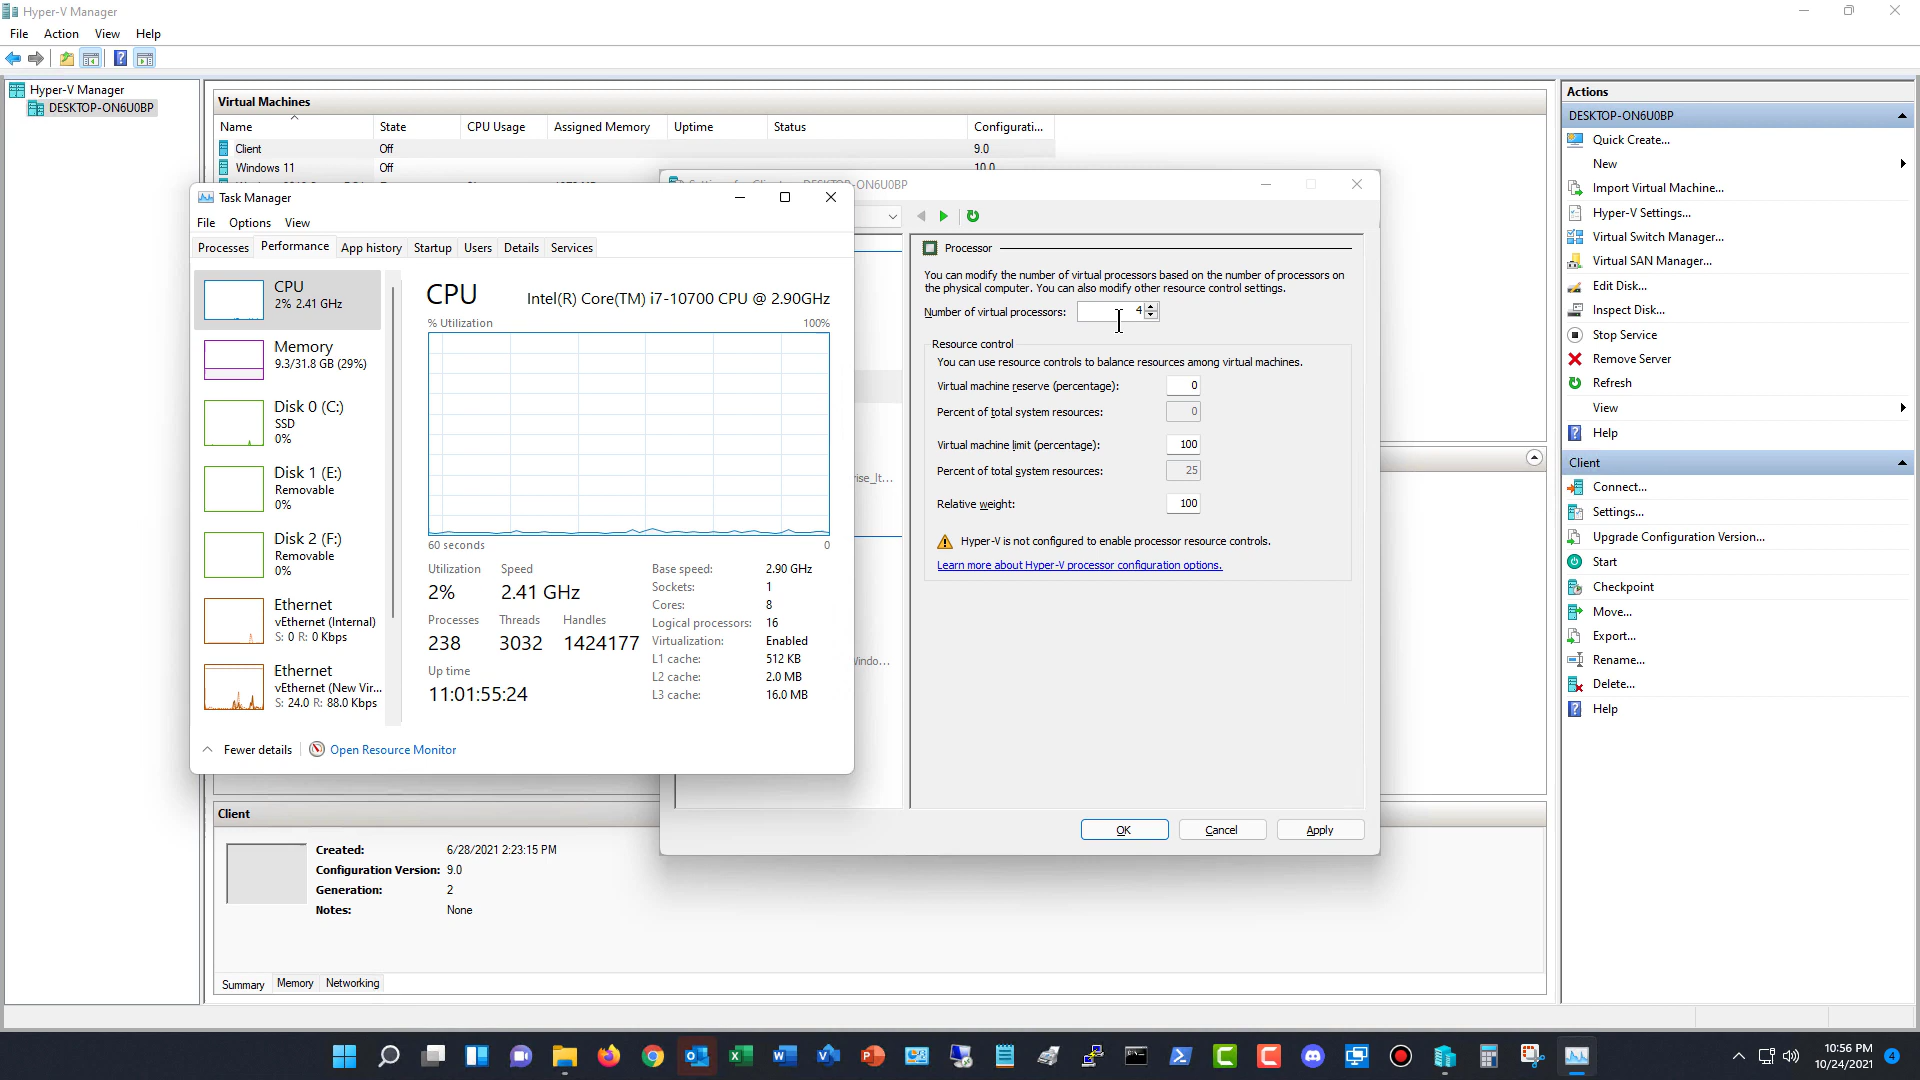 Hyper-V Manager
File Action View Help
Hyper-V Manager
DESKTOP-ON6U0BP
Virtual Machines
Name State CPU Usage Assigned Memory Uptime Status Configurati...
Client Off 9.0
Windows 11 Off 10.0
DESKTOP-ON6U0BP
Task Manager
File Options View
Processes Performance App history Startup Users Details Services
CPU
2% 2.41 GHz
Memory
9.3/31.8 GB (29%)
Disk 0 (C:)
SSD
0%
Disk 1 (E:)
Removable
0%
Disk 2 (F:)
Removable
0%
Ethernet
vEthernet (Internal)
S: 0 R: 0 Kbps
Ethernet
vEthernet (New Vir...
S: 24.0 R: 88.0 Kbps
CPU Intel(R) Core(TM) i7-10700 CPU @ 2.90GHz
% Utilization 100%
60 seconds 0
Utilization Speed
2% 2.41 GHz
Processes Threads Handles
238 3032 1424177
Up time
11:01:55:24
Base speed: 2.90 GHz
Sockets: 1
Cores: 8
Logical processors: 16
Virtualization: Enabled
L1 cache: 512 KB
L2 cache: 2.0 MB
L3 cache: 16.0 MB
Fewer details Open Resource Monitor
Processor
You can modify the number of virtual processors based on the number of processors on
the physical computer. You can also modify other resource control settings.
Number of virtual processors: 4
Resource control
You can use resource controls to balance resources among virtual machines.
Virtual machine reserve (percentage): 0
Percent of total system resources: 0
Virtual machine limit (percentage): 100
Percent of total system resources: 25
Relative weight: 100
Hyper-V is not configured to enable processor resource controls.
Learn more about Hyper-V processor configuration options.
rise_lt...
Windo...
OK Cancel Apply
Client
Created: 6/28/2021 2:23:15 PM
Configuration Version: 9.0
Generation: 2
Notes: None
Summary Memory Networking
Actions
DESKTOP-ON6U0BP
Quick Create...
New
Import Virtual Machine...
Hyper-V Settings...
Virtual Switch Manager...
Virtual SAN Manager...
Edit Disk...
Inspect Disk...
Stop Service
Remove Server
Refresh
View
Help
Client
Connect...
Settings...
Upgrade Configuration Version...
Start
Checkpoint
Move...
Export...
Rename...
Delete...
Help
10:56 PM
10/24/2021
4